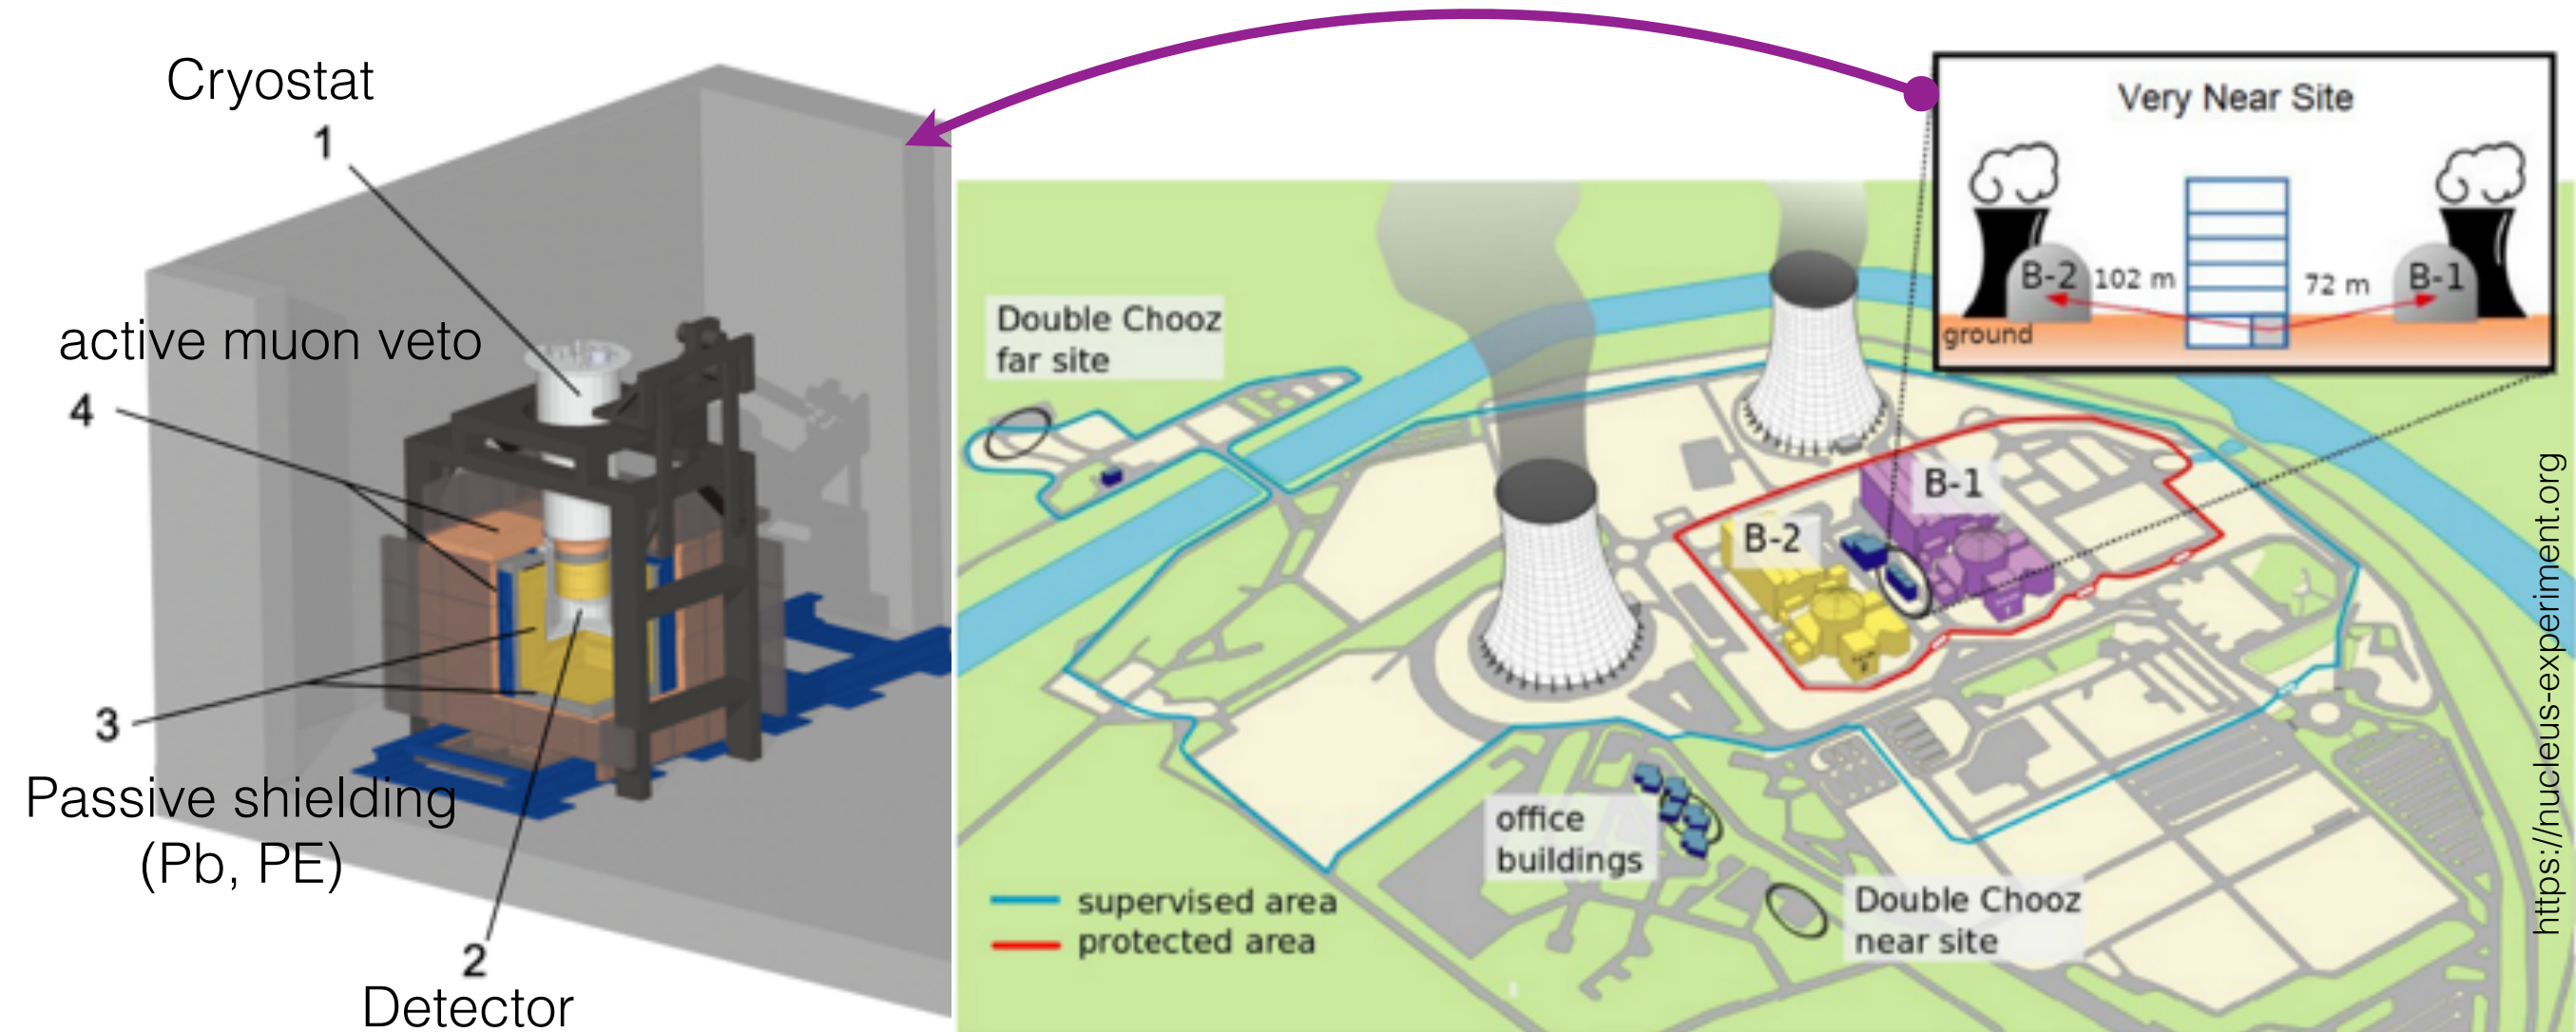 Cryostat
1
active muon veto
4
3
Passive shielding
(Pb, PE)
2
Detector
Very Near Site
B-2
102 m
72 m
B-1
ground
Double Chooz
far site
B-1
B-2
office
buildings
supervised area
protected area
Double Chooz
near site
https://nucleus-experiment.org